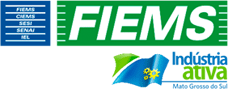 FIEMS
CIEMS
SESI
SENAI
IEL
FIEMS
Indústria
ativa
Mato Grosso do Sul